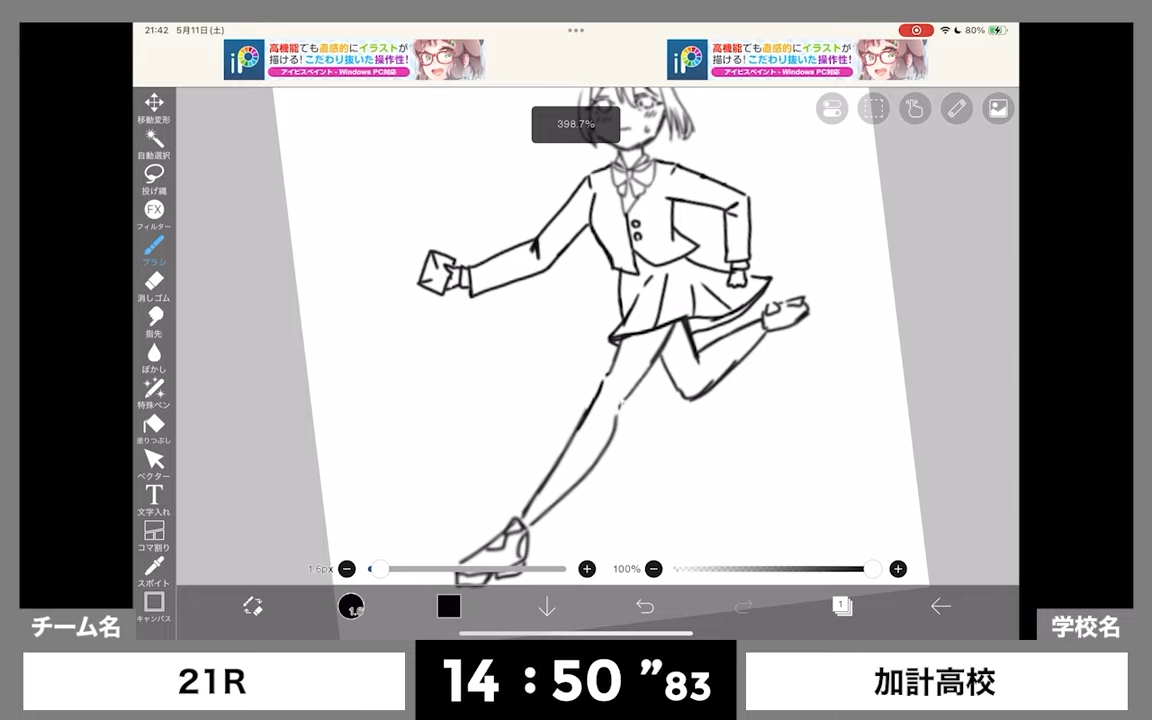 21:42 5月11日(土)
80%
高機能でも直感的にイラストが
描ける!こだわり抜いた操作性!
アイビスペイント - Windows PC対応
高機能でも直感的にイラストが
描ける!こだわり抜いた操作性!
アイビスペイント - Windows PC対応
398.7%
移動変形
自動選択
投げ縄
FX
フィルター
ブラシ
消しゴム
指先
ぼかし
特殊ペン
塗りつぶし
ベクター
T
文字入れ
コマ割り
スポイト
キャンバス
1.6px
100%
1.6
1
チーム名
学校名
21R
14:50”83
加計高校